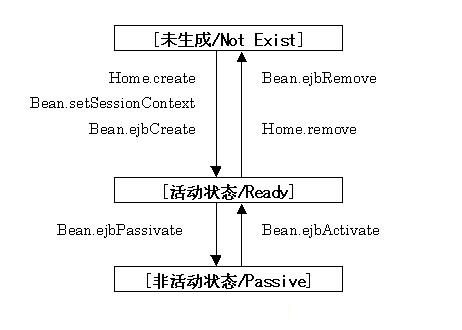 [未生成/Not Exist]
Home.create
Bean.ejbRemove
Bean.setSessionContext
Bean.ejbCreate
Home.remove
[活动状态/Ready]
Bean.ejbPassivate
Bean.ejbActivate
[非活动状态/Passive]